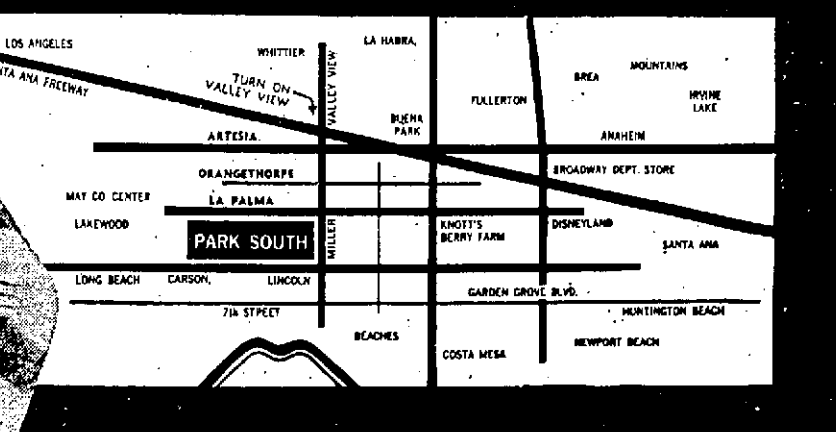 LOS ANGELES
WHITTIER
LA HABRA,
MOUNTAINS
BREA
SANTA ANA FREEWAY
TURN ON
VALLEY VIEW
VALLEY VIEW
FULLERTON
IRVINE
LAKE
BUENA
PARK
ARTESIA.
ANAHEIM
BROADWAY DEPT. STORE
ORANGETHORPE
MAY CO CENTER
LA PALMA
LAKEWOOD
PARK SOUTH
MILLER
KNOTT'S
BERRY FARM
DISNEYLAND
SANTA ANA
LONG BEACH
CARSON,
LINCOLN
GARDEN GROVE BLVD.
7th STREET
HUNTINGTON BEACH
BEACHES
NEWPORT BEACH
COSTA MESA